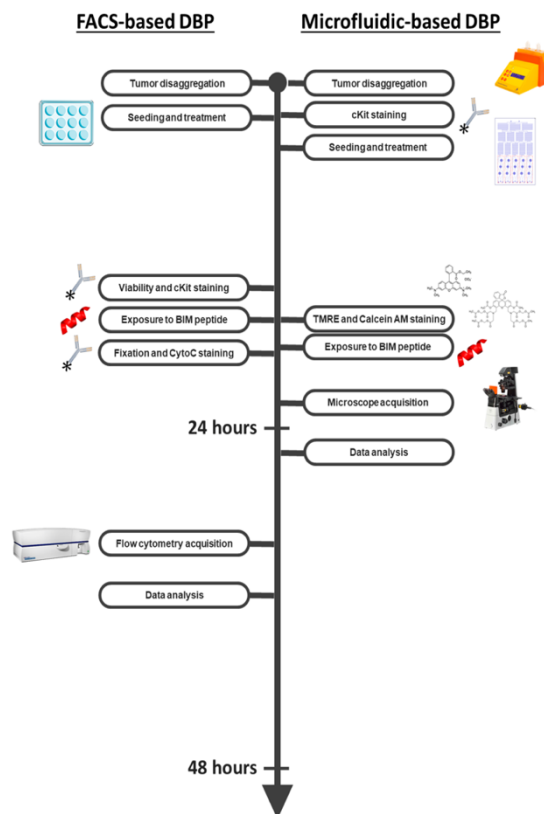 FACS-based DBP
Microfluidic-based DBP
Tumor disaggregation
Tumor disaggregation
Seeding and treatment
cKit staining
*
Seeding and treatment
Viability and cKit staining
*
Exposure to BIM peptide
TMRE and Calcein AM staining
Fixation and CytoC staining
*
Exposure to BIM peptide
Microscope acquisition
24 hours
Data analysis
Flow cytometry acquisition
Data analysis
48 hours